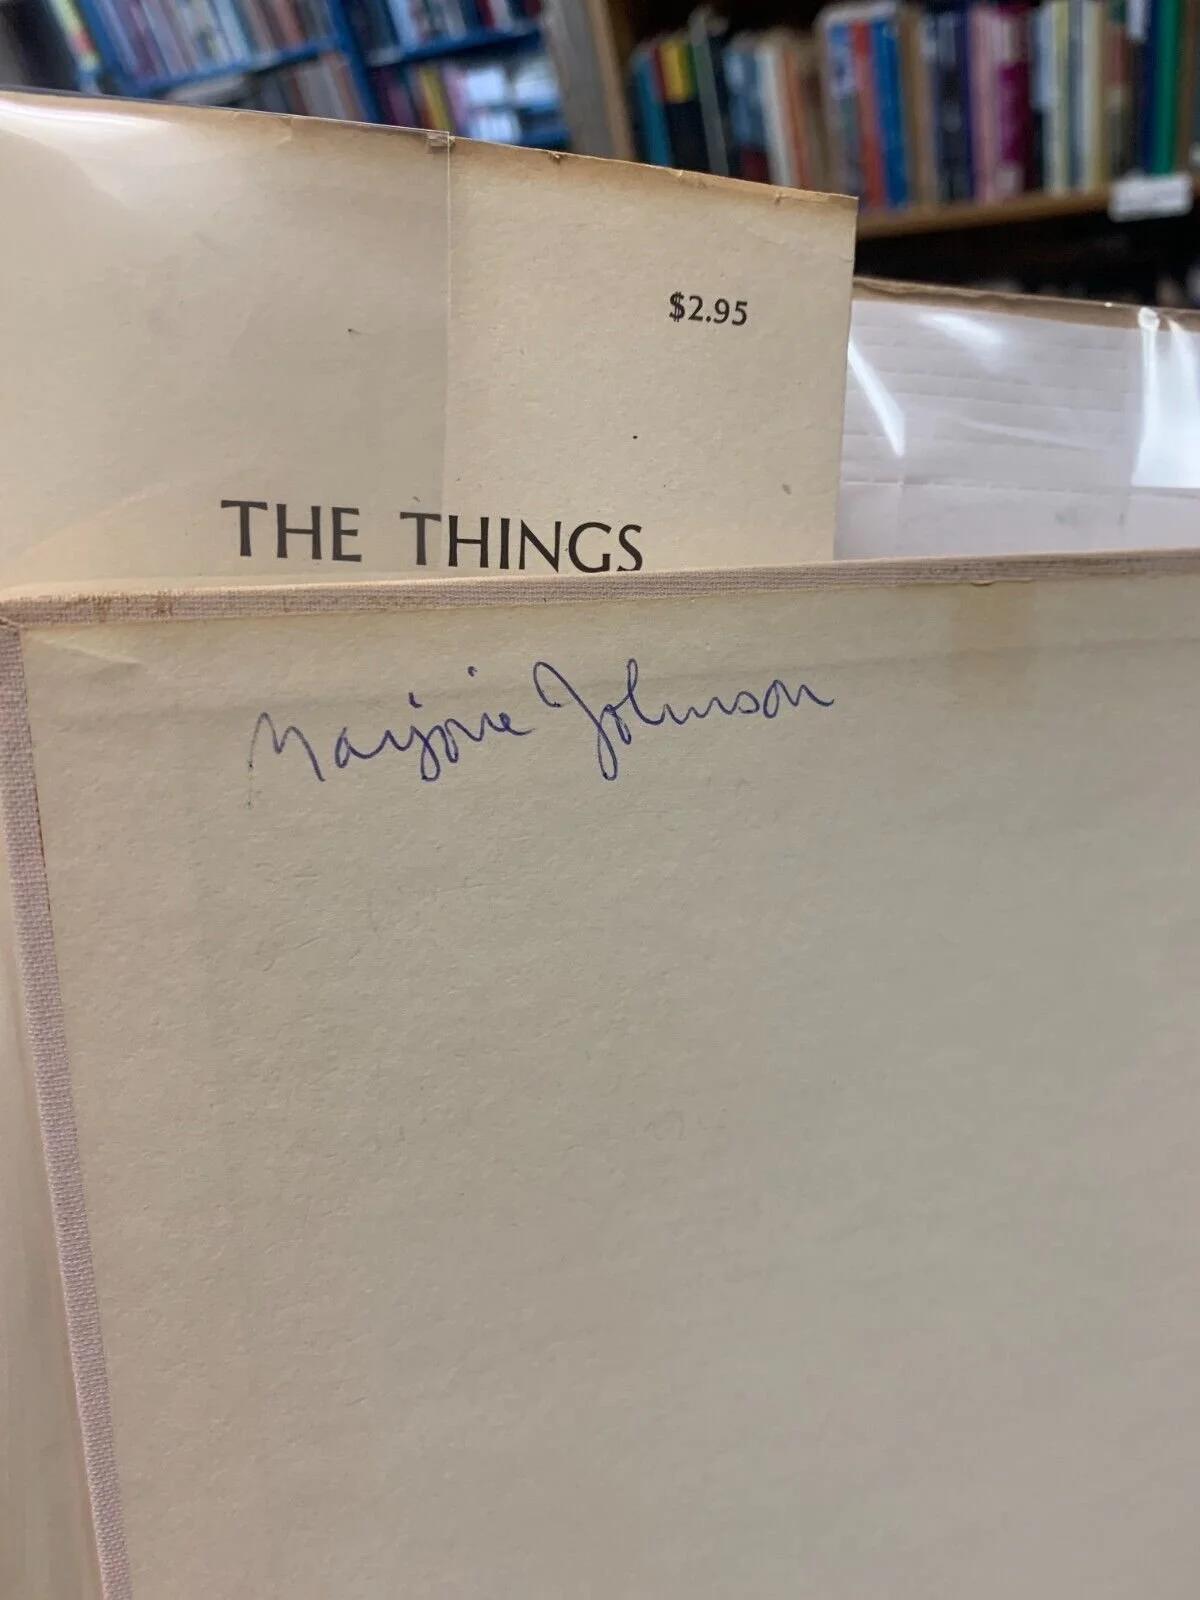 $2.95
THE THINGS
Marjorie Johnson